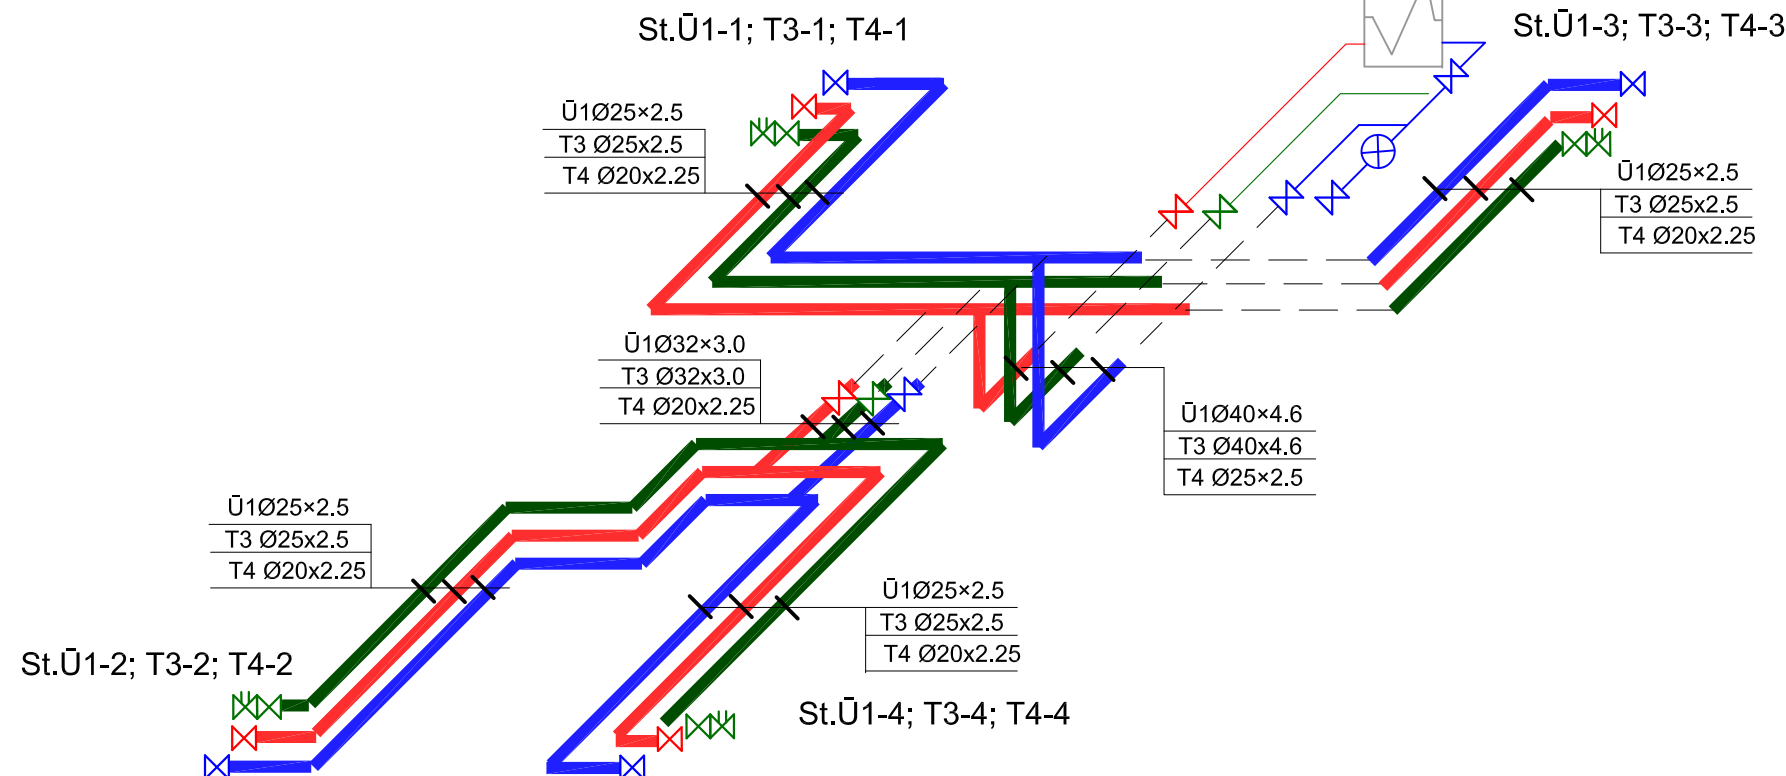 St.Ū1-1; T3-1; T4-1
St.Ū1-3; T3-3; T4-3
Ū1Ø25×2.5
T3 Ø25x2.5
T4 Ø20x2.25
Ū1Ø25×2.5
T3 Ø25x2.5
T4 Ø20x2.25
Ū1Ø32×3.0
T3 Ø32x3.0
T4 Ø20x2.25
Ū1Ø40×4.6
T3 Ø40x4.6
T4 Ø25×2.5
Ū1Ø25×2.5
T3 Ø25x2.5
T4 Ø20x2.25
Ū1Ø25×2.5
T3 Ø25x2.5
T4 Ø20x2.25
St.Ū1-2; T3-2; T4-2
St.Ū1-4; T3-4; T4-4